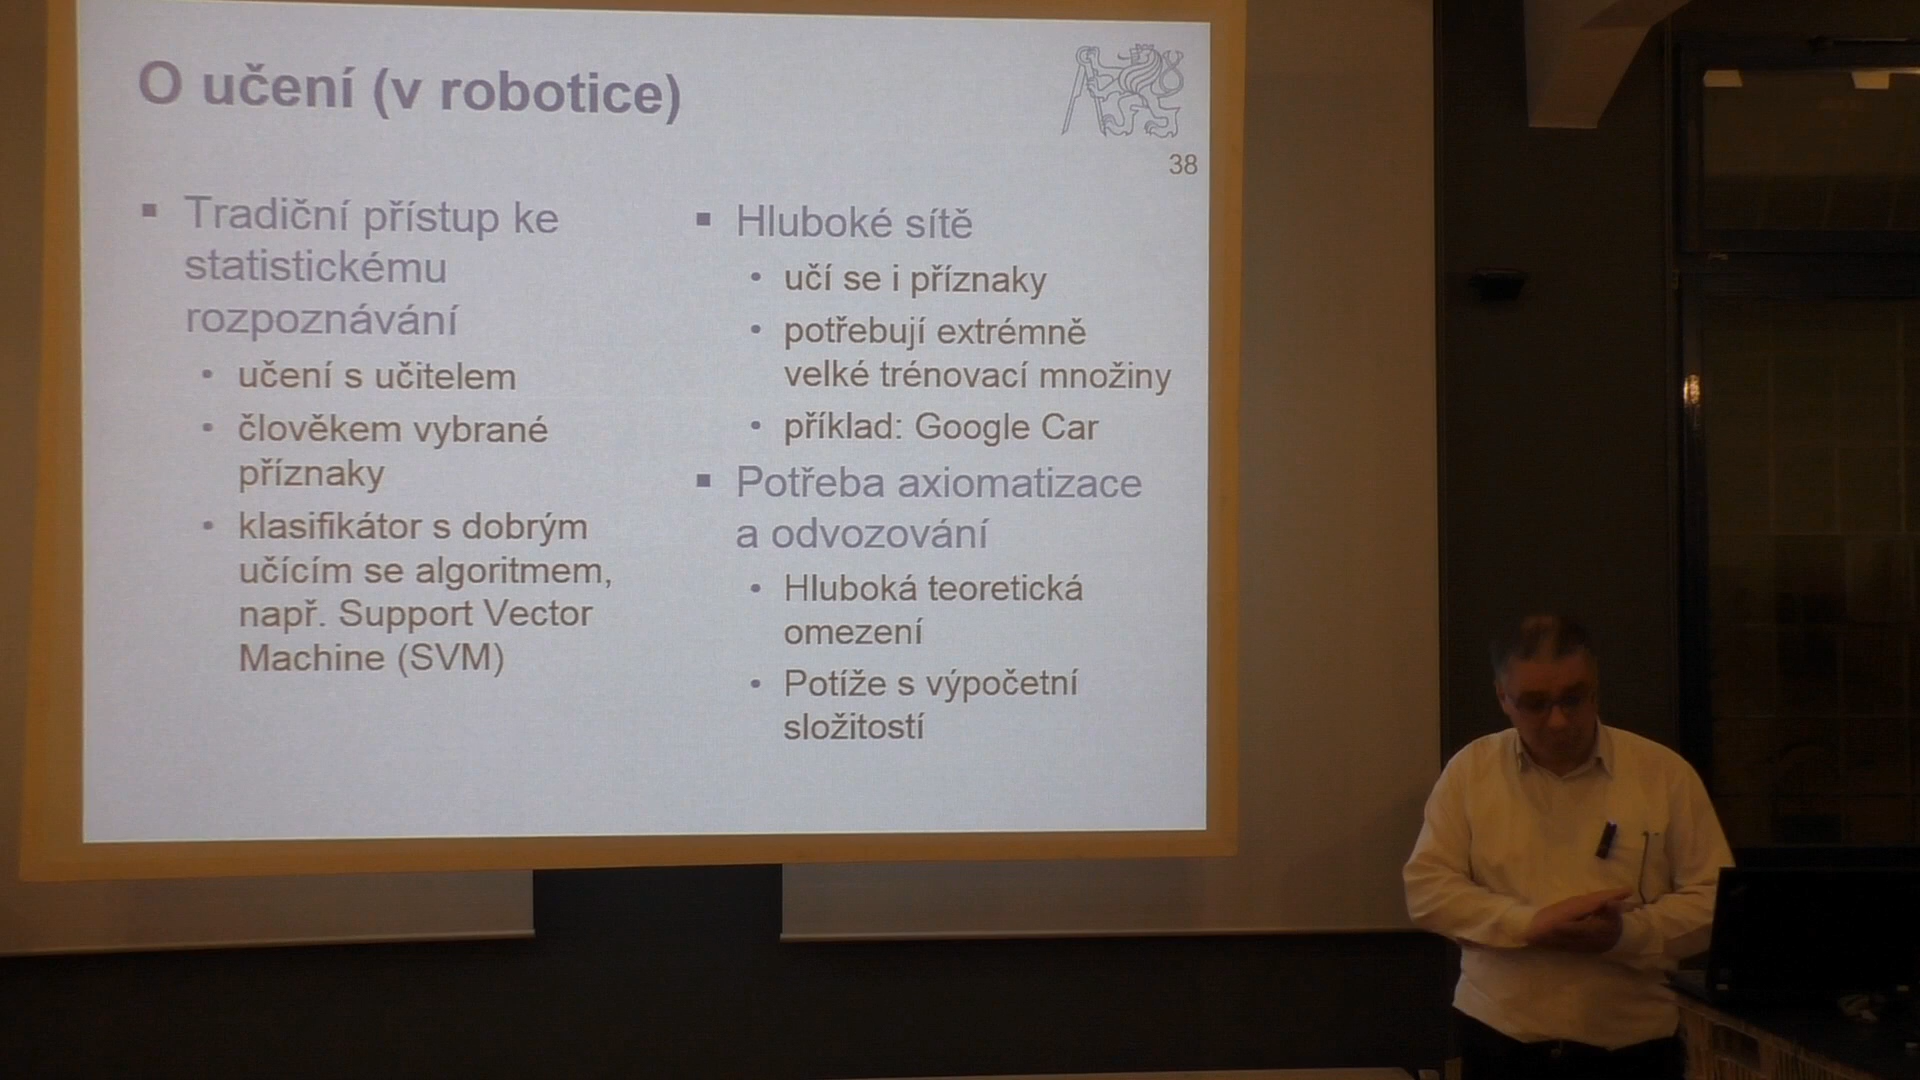 O učení (v robotice)
38
Tradiční přístup ke
statistickému
rozpoznávání
učení s učitelem
člověkem vybrané
příznaky
klasifikátor s dobrým
učícím se algoritmem,
např. Support Vector
Machine (SVM)
Hluboké sítě
učí se i příznaky
potřebují extrémně
velké trénovací množiny
příklad: Google Car
Potřeba axiomatizace
a odvozování
Hluboká teoretická
omezení
Potíže s výpočetní
složitostí